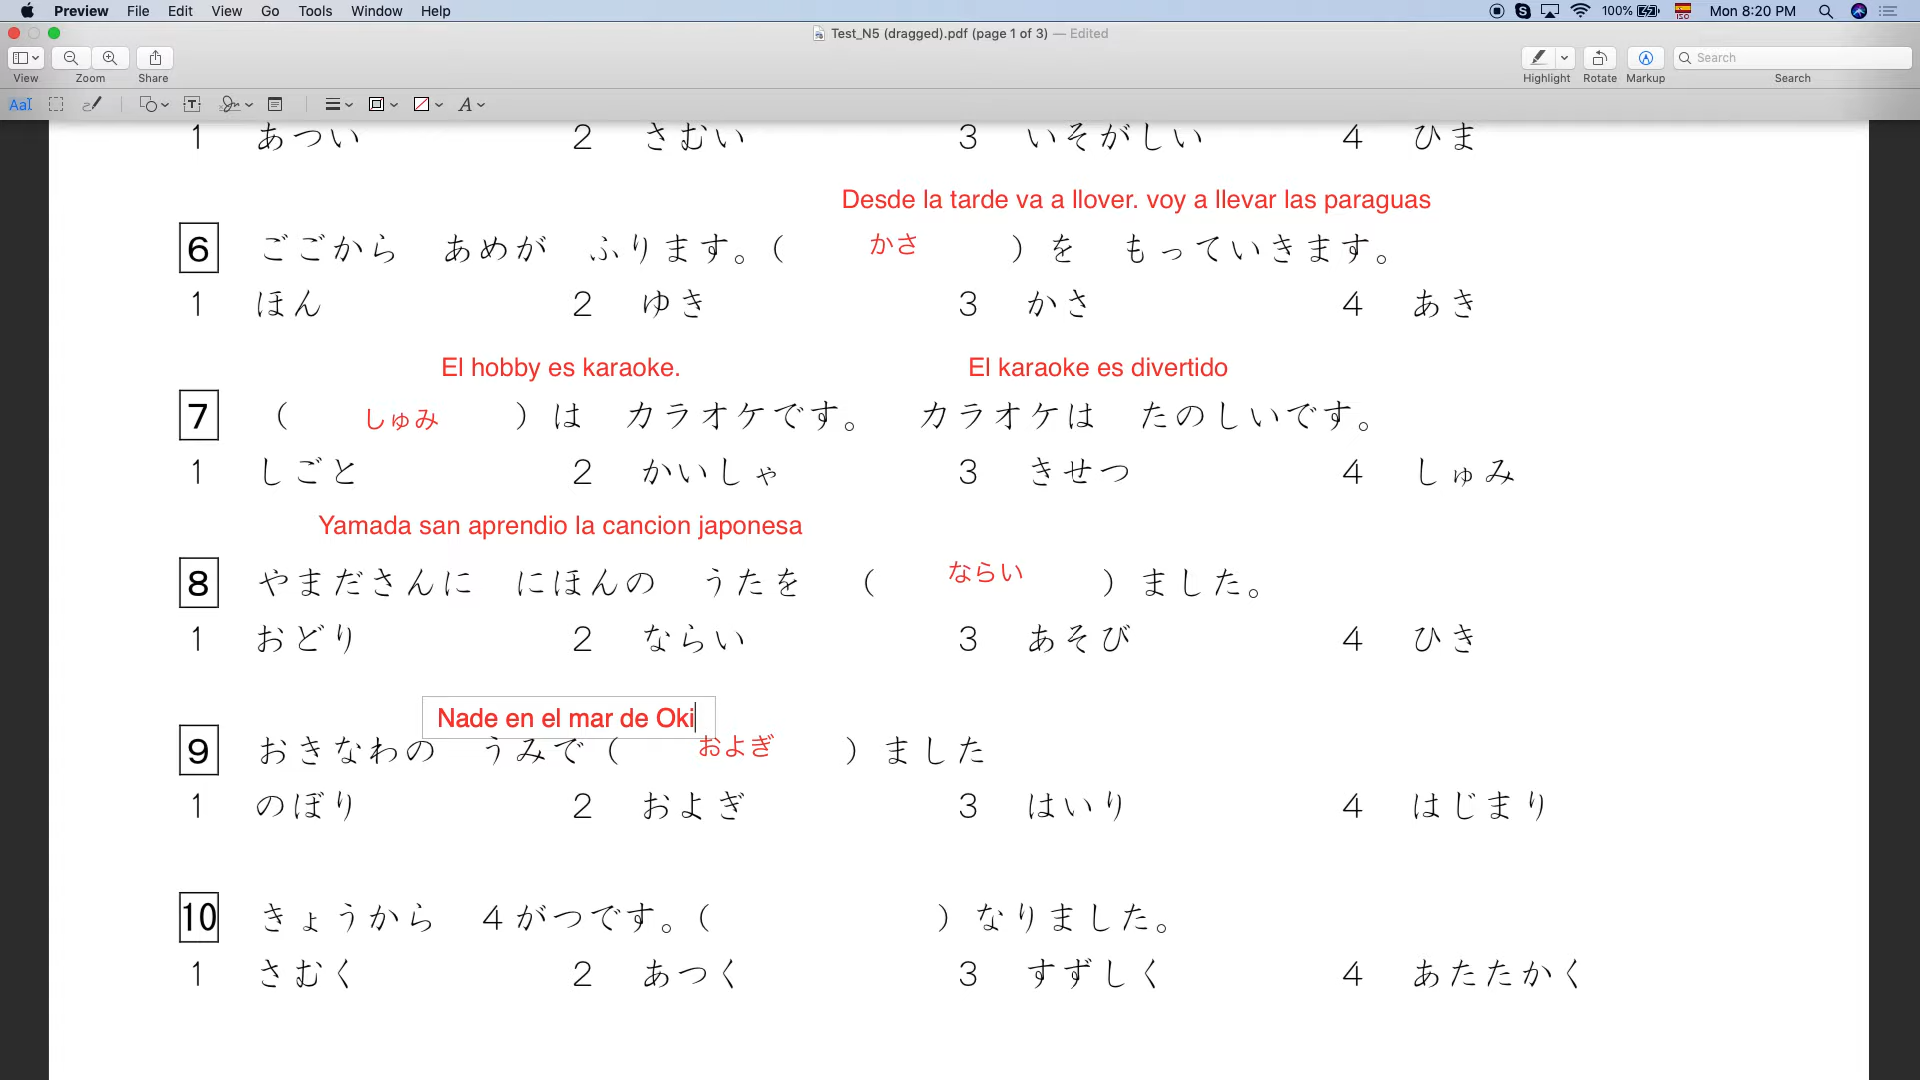 Preview File Edit View Go Tools Window Help 100% ISO Mon 8:20 PM
Test_N5 (dragged).pdf (page 1 of 3) — Edited
View Zoom Share Highlight Rotate Markup Search Search
1 あつい 2 さむい 3 いそがしい 4 ひま
Desde la tarde va a llover. voy a llevar las paraguas
6 ごごから あめが ふります。( かさ )を もっていきます。
1 ほん 2 ゆき 3 かさ 4 あき
El hobby es karaoke. El karaoke es divertido
7 ( しゅみ )は カラオケです。 カラオケは たのしいです。
1 しごと 2 かいしゃ 3 きせつ 4 しゅみ
Yamada san aprendio la cancion japonesa
8 やまださんに にほんの うたを ( ならい )ました。
1 おどり 2 ならい 3 あそび 4 ひき
Nade en el mar de Oki
9 おきなわの うみで( およぎ )ました
1 のぼり 2 およぎ 3 はいり 4 はじまり
10 きょうから 4がつです。( )なりました。
1 さむく 2 あつく 3 すずしく 4 あたたかく